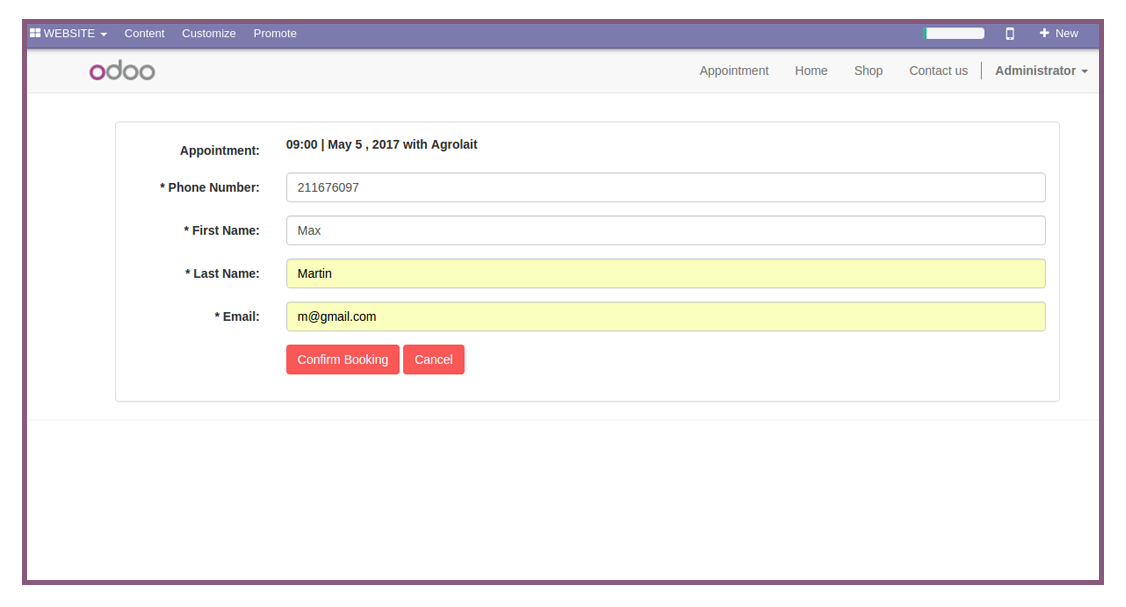 WEBSITE Content Customize Promote New
odoo Appointment Home Shop Contact us Administrator
Appointment: 09:00 | May 5 , 2017 with Agrolait
* Phone Number: 211676097
* First Name: Max
* Last Name: Martin
* Email: m@gmail.com
Confirm Booking Cancel